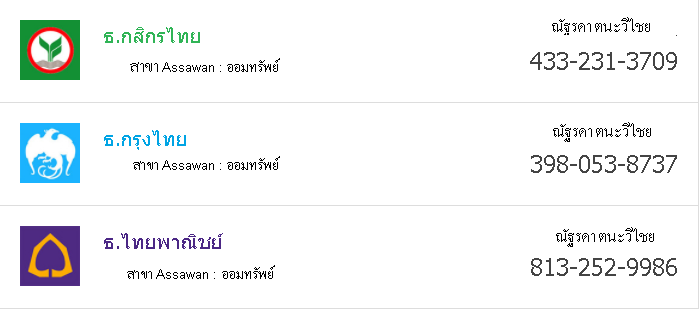 ธ.กสิกรไทย
ณัฐรดา ตนะวิไชย
สาขา Assawan : ออมทรัพย์
433-231-3709
ธ.กรุงไทย
ณัฐรดา ตนะวิไชย
สาขา Assawan : ออมทรัพย์
398-053-8737
ธ.ไทยพาณิชย์
ณัฐรดา ตนะวิไชย
สาขา Assawan : ออมทรัพย์
813-252-9986